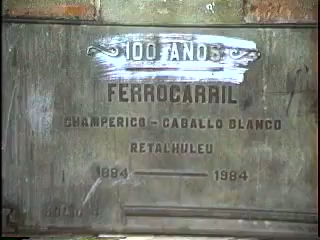 100 AÑOS
FERROCARRIL
CHAMPERICO - CABALLO BLANCO
RETALHULEU
1884 1984